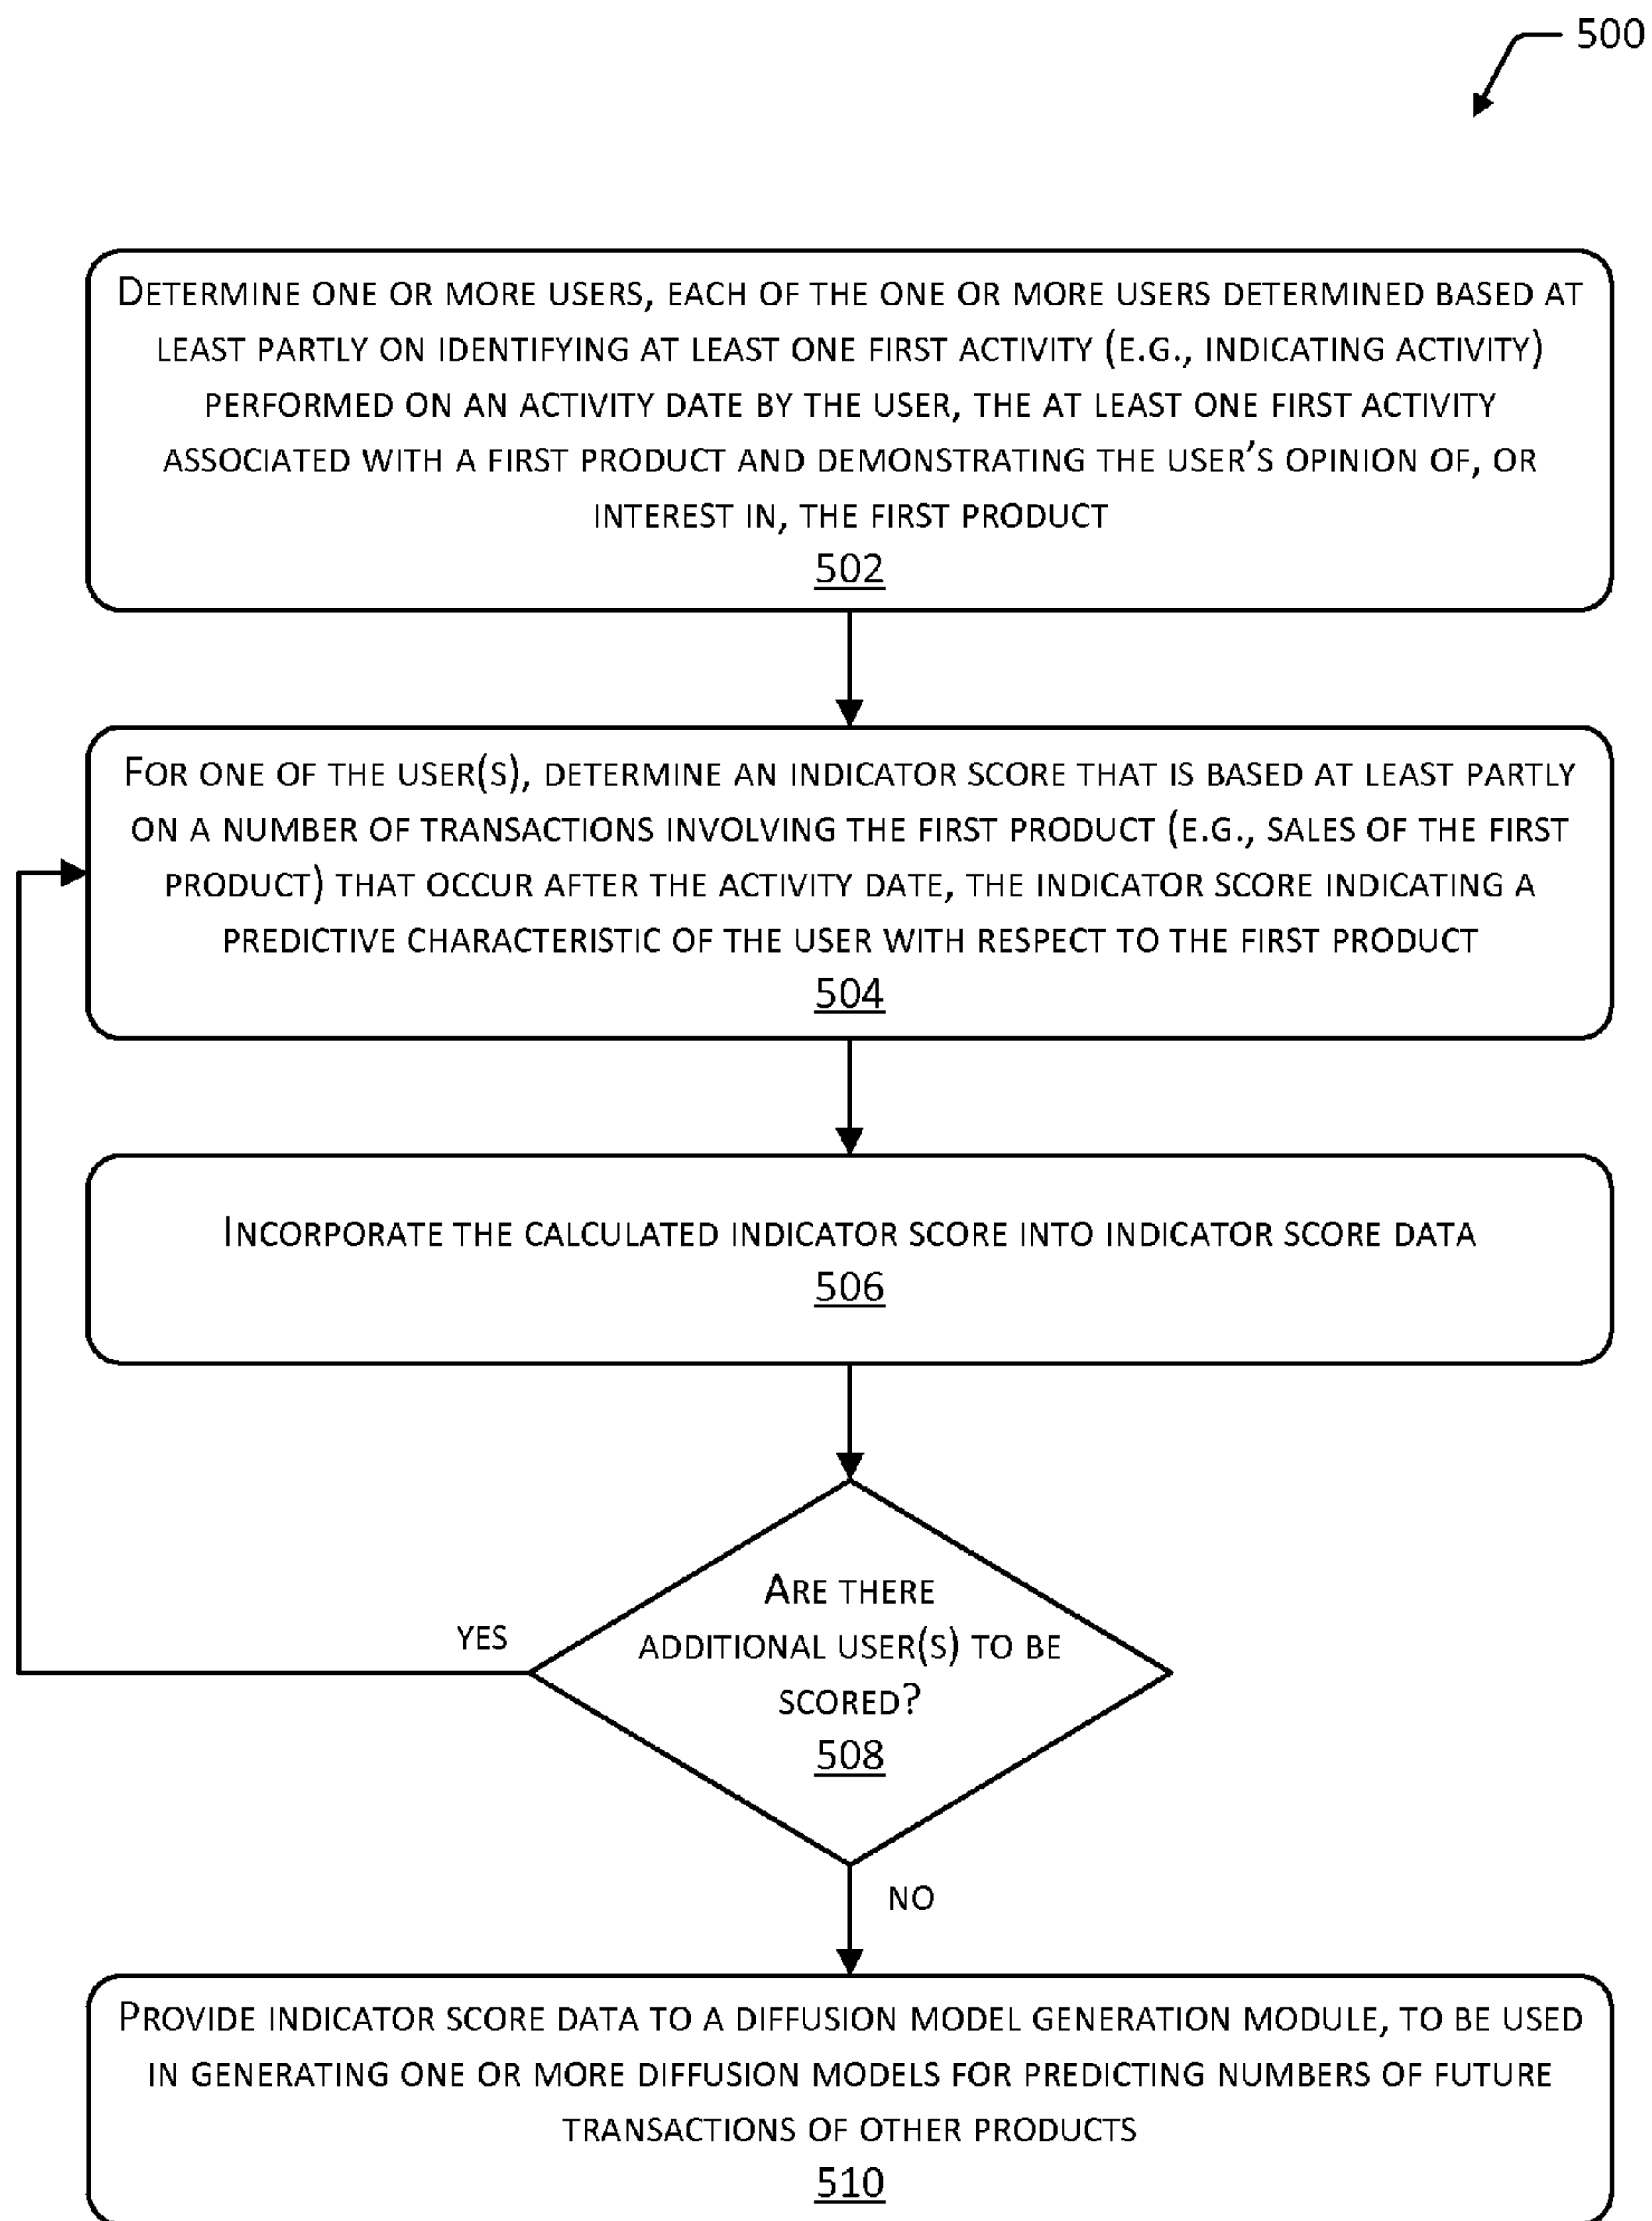 500
DETERMINE ONE OR MORE USERS, EACH OF THE ONE OR MORE USERS DETERMINED BASED AT
LEAST PARTLY ON IDENTIFYING AT LEAST ONE FIRST ACTIVITY (E.G., INDICATING ACTIVITY)
PERFORMED ON AN ACTIVITY DATE BY THE USER, THE AT LEAST ONE FIRST ACTIVITY
ASSOCIATED WITH A FIRST PRODUCT AND DEMONSTRATING THE USER'S OPINION OF, OR
INTEREST IN, THE FIRST PRODUCT
502
FOR ONE OF THE USER(S), DETERMINE AN INDICATOR SCORE THAT IS BASED AT LEAST PARTLY
ON A NUMBER OF TRANSACTIONS INVOLVING THE FIRST PRODUCT (E.G., SALES OF THE FIRST
PRODUCT) THAT OCCUR AFTER THE ACTIVITY DATE, THE INDICATOR SCORE INDICATING A
PREDICTIVE CHARACTERISTIC OF THE USER WITH RESPECT TO THE FIRST PRODUCT
504
INCORPORATE THE CALCULATED INDICATOR SCORE INTO INDICATOR SCORE DATA
506
ARE THERE
ADDITIONAL USER(S) TO BE
SCORED?
508
YES
NO
PROVIDE INDICATOR SCORE DATA TO A DIFFUSION MODEL GENERATION MODULE, TO BE USED
IN GENERATING ONE OR MORE DIFFUSION MODELS FOR PREDICTING NUMBERS OF FUTURE
TRANSACTIONS OF OTHER PRODUCTS
510